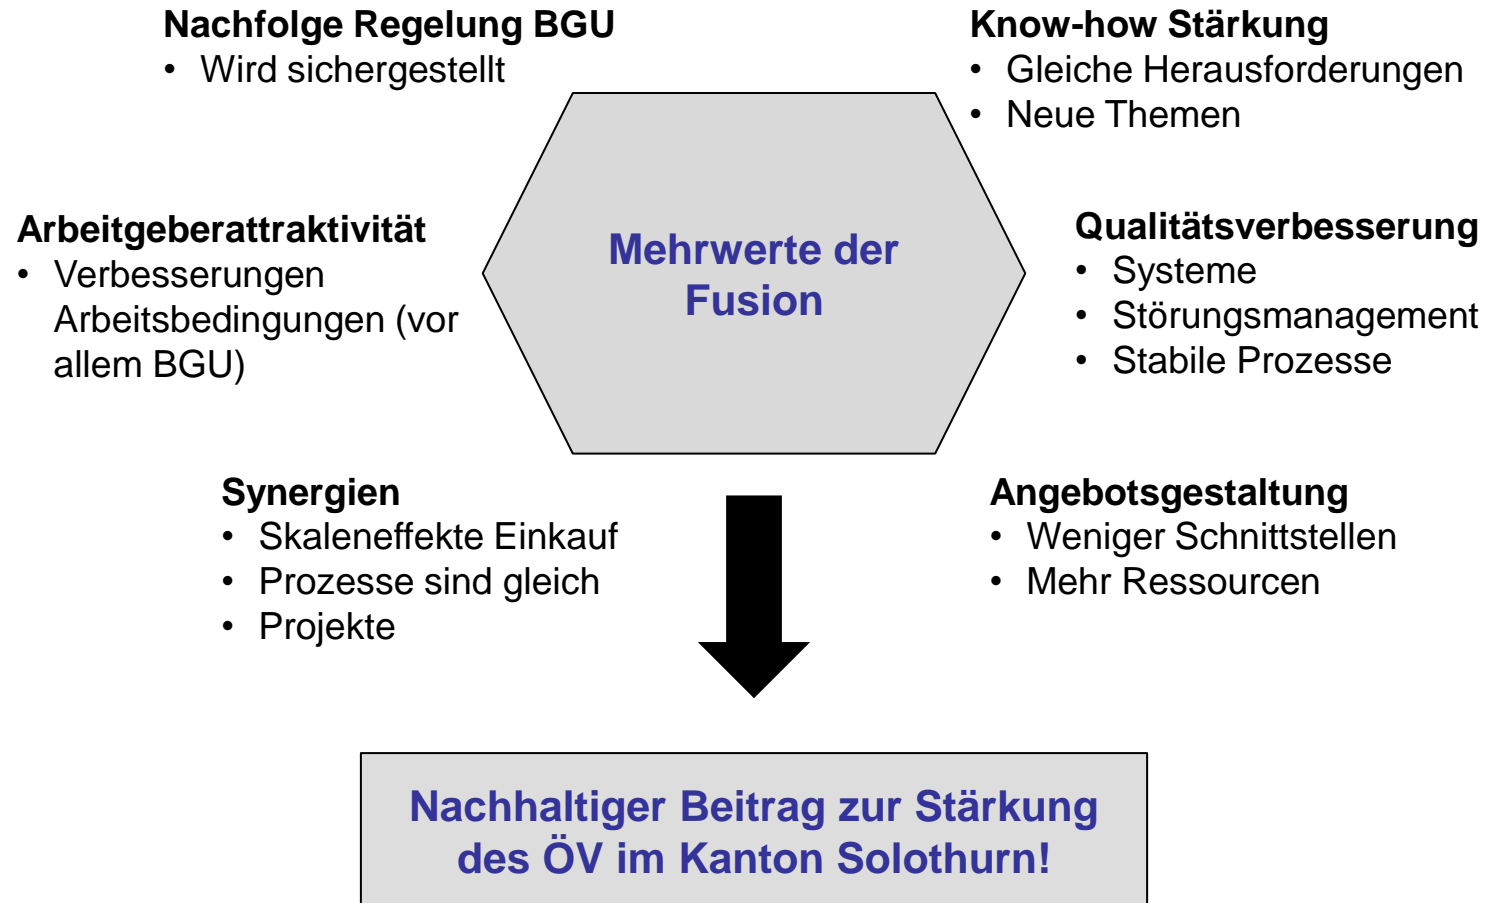 Nachfolge Regelung BGU
• Wird sichergestellt
Know-how Stärkung
• Gleiche Herausforderungen
• Neue Themen
Arbeitgeberattraktivität
• Verbesserungen
Arbeitsbedingungen (vor
allem BGU)
Mehrwerte der
Fusion
Qualitätsverbesserung
• Systeme
• Störungsmanagement
• Stabile Prozesse
Synergien
• Skaleneffekte Einkauf
• Prozesse sind gleich
• Projekte
Angebotsgestaltung
• Weniger Schnittstellen
• Mehr Ressourcen
Nachhaltiger Beitrag zur Stärkung
des ÖV im Kanton Solothurn!